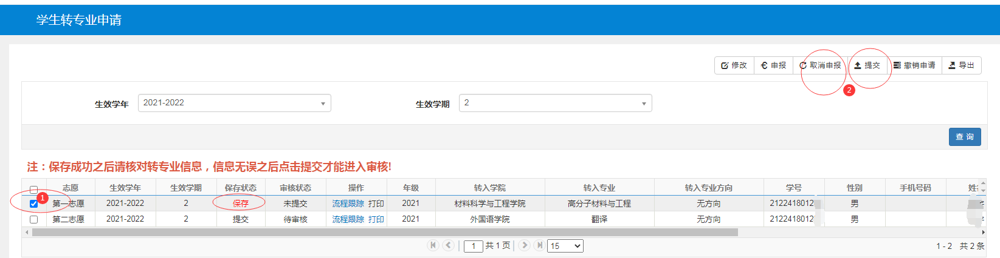 学生转专业申请
修改 申报 取消申报 提交 撤销申请 导出
2
生效学年 2021-2022 生效学期 2
查 询
注：保存成功之后请核对转专业信息，信息无误之后点击提交才能进入审核!
志愿 生效学年 生效学期 保存状态 审核状态 操作 年级 转入学院 转入专业 转入专业方向 学号 性别 手机号码
1 第一志愿 2021-2022 2 保存 未提交 流程跟踪 打印 2021 材料科学与工程学院 高分子材料与工程 无方向 2122418012 男
第二志愿 2021-2022 2 提交 待审核 流程跟踪 打印 2021 外国语学院 翻译 无方向 2122418012 男
1 共 1 页 15 1 - 2 共 2 条